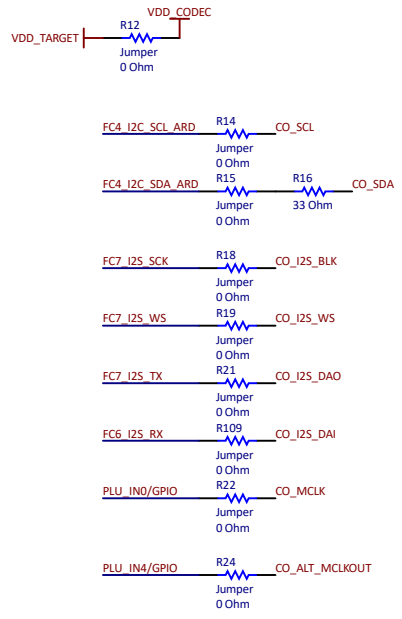 VDD_CODEC
R12
VDD_TARGET
Jumper
0 Ohm
R14
FC4_I2C_SCL_ARD CO_SCL
Jumper
0 Ohm
R15 R16
FC4_I2C_SDA_ARD CO_SDA
Jumper 33 Ohm
0 Ohm
R18
FC7_I2S_SCK CO_I2S_BLK
Jumper
0 Ohm
R19
FC7_I2S_WS CO_I2S_WS
Jumper
0 Ohm
R21
FC7_I2S_TX CO_I2S_DAO
Jumper
0 Ohm
R109
FC6_I2S_RX CO_I2S_DAI
Jumper
0 Ohm
R22
PLU_IN0/GPIO CO_MCLK
Jumper
0 Ohm
R24
PLU_IN4/GPIO CO_ALT_MCLKOUT
Jumper
0 Ohm